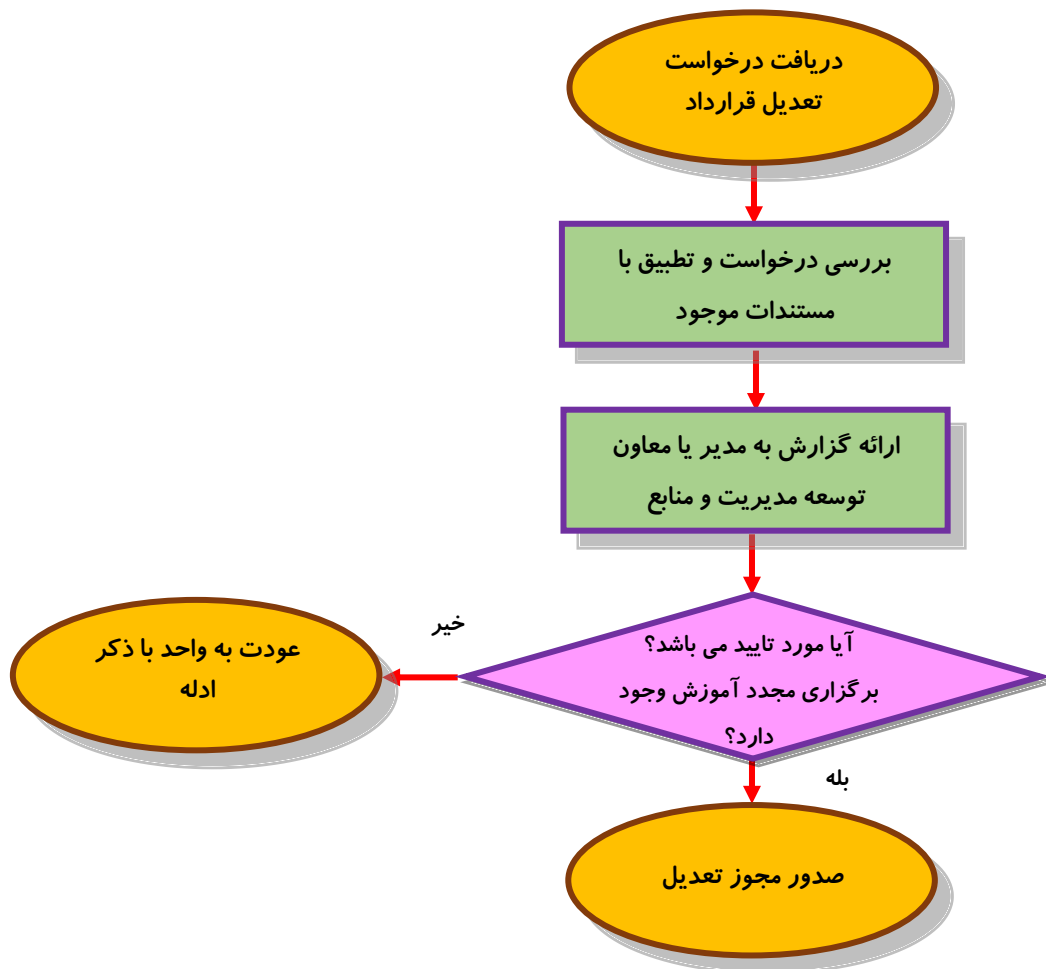 دریافت درخواست
تعدیل قرارداد
بررسی درخواست و تطبیق با
مستندات موجود
ارائه گزارش به مدیر یا معاون
توسعه مدیریت و منابع
آیا مورد تایید می باشد؟
برگزاری مجدد آموزش وجود
دارد؟
خیر
عودت به واحد با ذکر
ادله
بله
صدور مجوز تعدیل